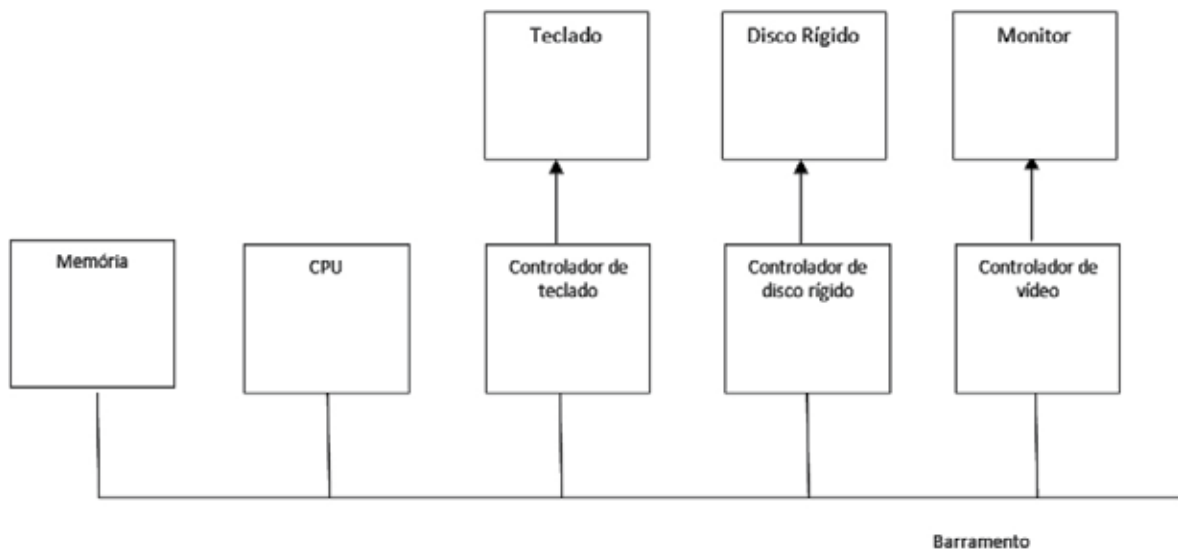 Teclado
Disco Rígido
Monitor
Memória
CPU
Controlador de
teclado
Controlador de
disco rígido
Controlador de
vídeo
Barramento